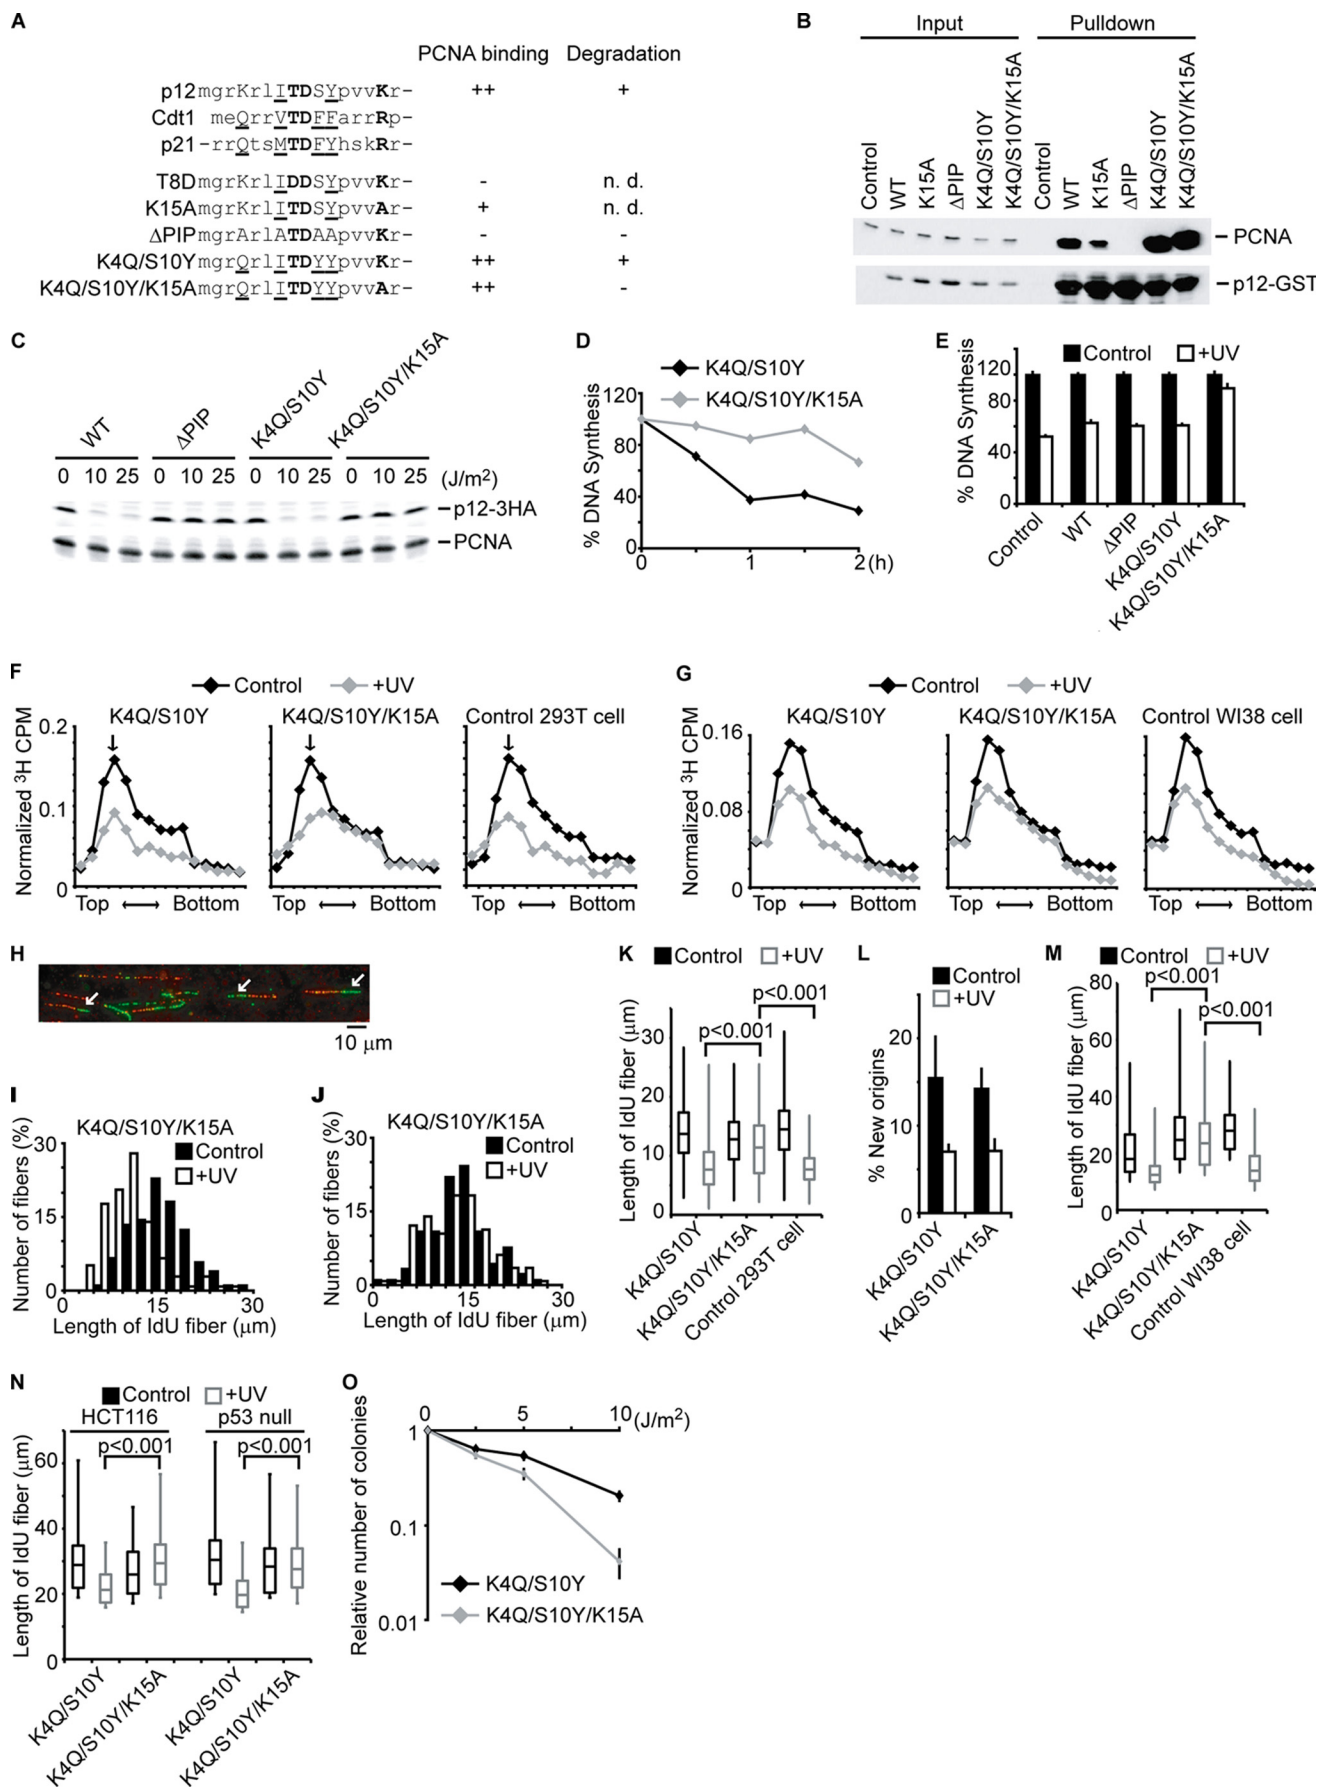 A
PCNA binding Degradation
p12 mgrKrlITDSYpvvKr– ++ +
Cdt1 meQrrVTDFFarrRp–
p21 –rrQtsMTDFYhskRr–
T8D mgrKrlIDDSYpvvKr– - n. d.
K15A mgrKrlITDSYpvvAr– + n. d.
ΔPIP mgrArlATDAApvvKr– - -
K4Q/S10Y mgrQrlITDYYpvvKr– ++ +
K4Q/S10Y/K15A mgrQrlITDYYpvvAr– ++ -
B
Input Pulldown
Control WT K15A ΔPIP K4Q/S10Y K4Q/S10Y/K15A Control WT K15A ΔPIP K4Q/S10Y K4Q/S10Y/K15A
– PCNA
– p12-GST
C
WT ΔPIP K4Q/S10Y K4Q/S10Y/K15A
0 10 25 0 10 25 0 10 25 0 10 25 (J/m²)
– p12-3HA
– PCNA
D
K4Q/S10Y
K4Q/S10Y/K15A
% DNA Synthesis
120
80
40
0
0 1 2 (h)
E
Control +UV
% DNA Synthesis
120
80
40
0
Control WT ΔPIP K4Q/S10Y K4Q/S10Y/K15A
F
Control +UV
K4Q/S10Y K4Q/S10Y/K15A Control 293T cell
Normalized ³H CPM
0.2
0.1
0
Top ↔ Bottom Top ↔ Bottom Top ↔ Bottom
G
Control +UV
K4Q/S10Y K4Q/S10Y/K15A Control WI38 cell
Normalized ³H CPM
0.16
0.08
0
Top ↔ Bottom Top ↔ Bottom Top ↔ Bottom
H
10 µm
I
K4Q/S10Y/K15A
Control
+UV
Number of fibers (%)
30
15
0
0 15 30
Length of IdU fiber (µm)
J
K4Q/S10Y/K15A
Control
+UV
Number of fibers (%)
30
15
0
0 15 30
Length of IdU fiber (µm)
K
Control +UV
p<0.001
p<0.001
Length of IdU fiber (µm)
30
20
10
0
K4Q/S10Y K4Q/S10Y/K15A Control 293T cell
L
Control
+UV
% New origins
20
10
0
K4Q/S10Y K4Q/S10Y/K15A
M
Control +UV
p<0.001
p<0.001
Length of IdU fiber (µm)
80
60
40
20
0
K4Q/S10Y K4Q/S10Y/K15A Control WI38 cell
N
Control +UV
HCT116 p53 null
p<0.001 p<0.001
Length of IdU fiber (µm)
60
40
20
0
K4Q/S10Y K4Q/S10Y/K15A K4Q/S10Y K4Q/S10Y/K15A
O
0 5 10 (J/m²)
Relative number of colonies
1
0.1
0.01
K4Q/S10Y
K4Q/S10Y/K15A